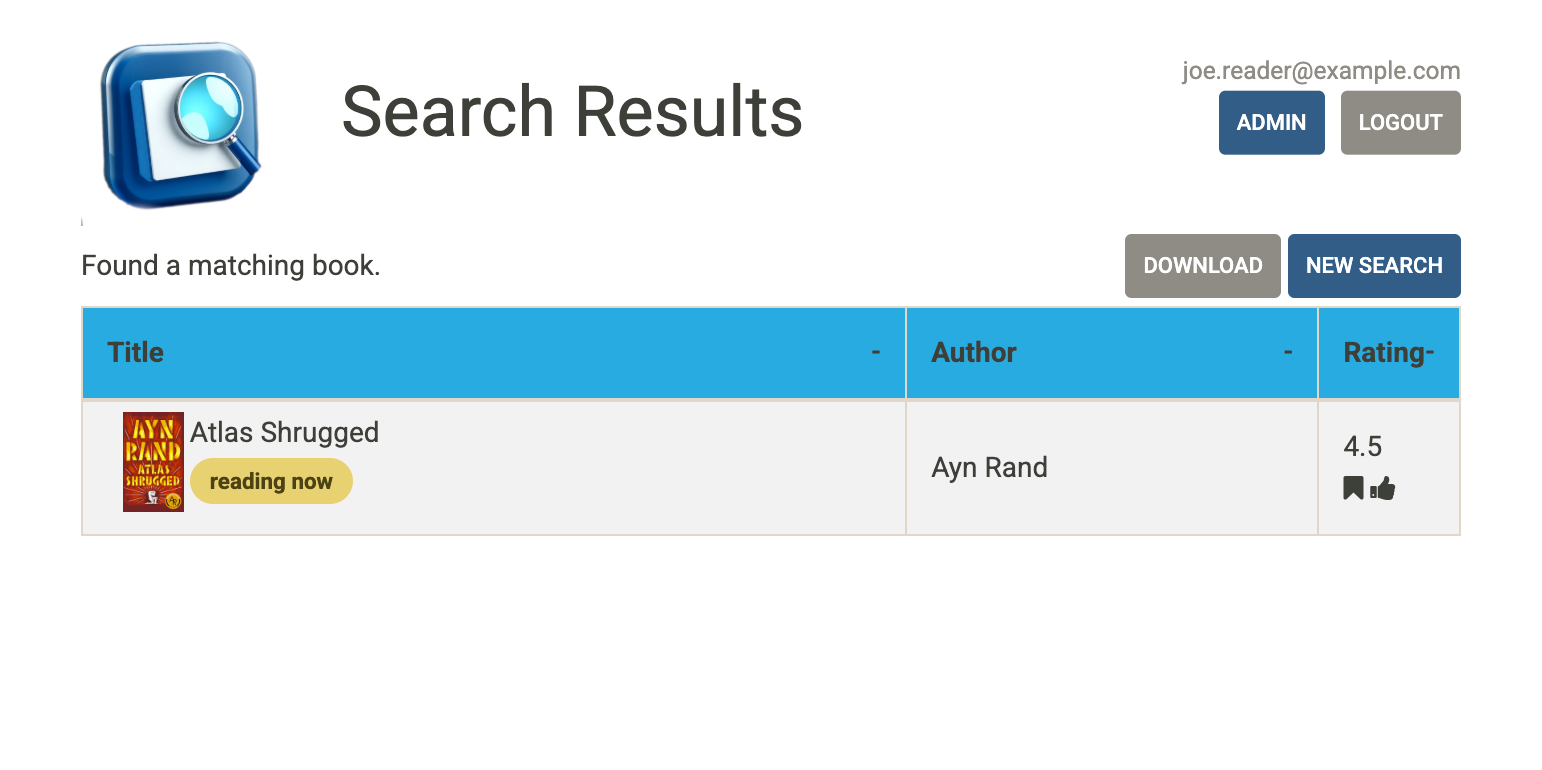 joe.reader@example.com
Search Results
ADMIN LOGOUT
Found a matching book.
DOWNLOAD NEW SEARCH
Title - Author - Rating-
AYN
RAND
ATLAS
SHRUGGED
Atlas Shrugged
reading now
Ayn Rand
4.5